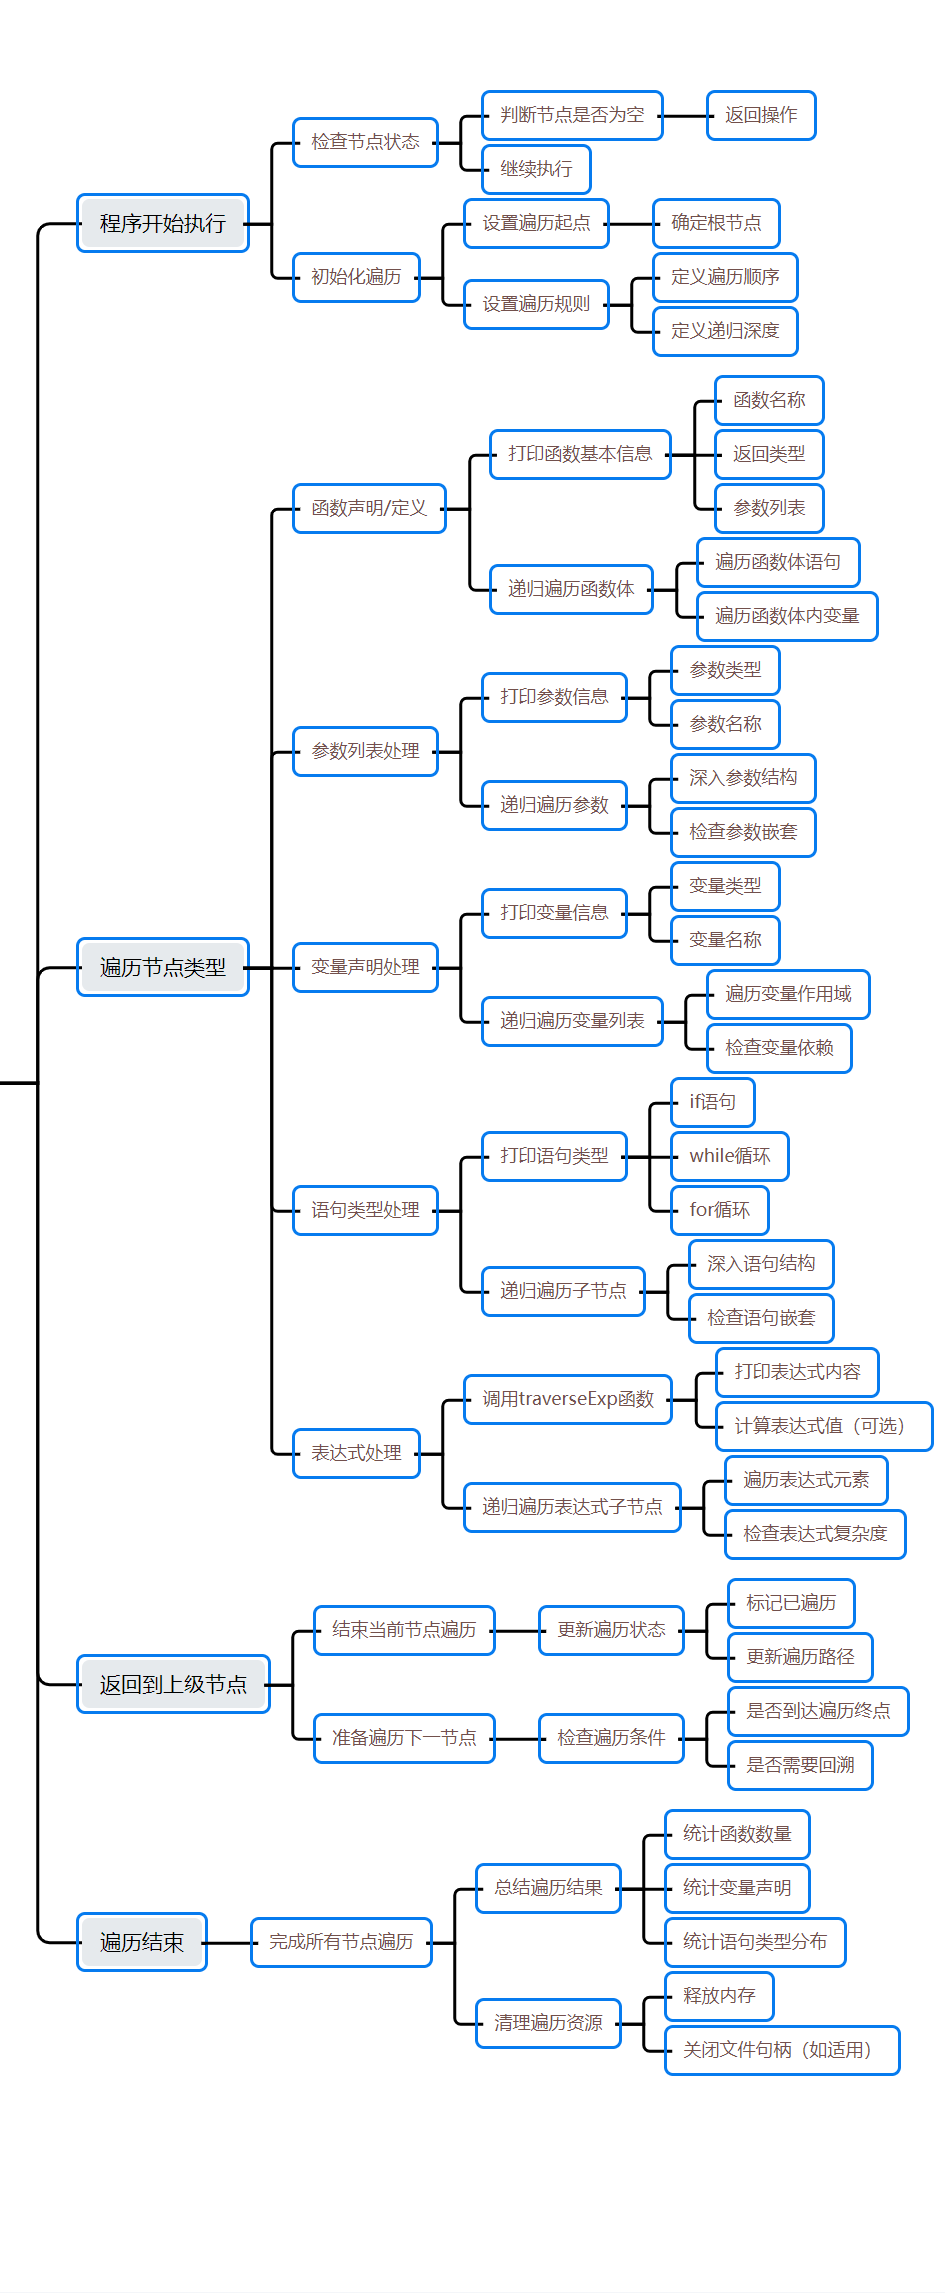 程序开始执行
检查节点状态
判断节点是否为空
返回操作
继续执行
初始化遍历
设置遍历起点
确定根节点
设置遍历规则
定义遍历顺序
定义递归深度
遍历节点类型
函数声明/定义
打印函数基本信息
函数名称
返回类型
参数列表
递归遍历函数体
遍历函数体语句
遍历函数体内变量
参数列表处理
打印参数信息
参数类型
参数名称
递归遍历参数
深入参数结构
检查参数嵌套
变量声明处理
打印变量信息
变量类型
变量名称
递归遍历变量列表
遍历变量作用域
检查变量依赖
语句类型处理
打印语句类型
if语句
while循环
for循环
递归遍历子节点
深入语句结构
检查语句嵌套
表达式处理
调用traverseExp函数
打印表达式内容
计算表达式值（可选）
递归遍历表达式子节点
遍历表达式元素
检查表达式复杂度
返回到上级节点
结束当前节点遍历
更新遍历状态
标记已遍历
更新遍历路径
准备遍历下一节点
检查遍历条件
是否到达遍历终点
是否需要回溯
遍历结束
完成所有节点遍历
总结遍历结果
统计函数数量
统计变量声明
统计语句类型分布
清理遍历资源
释放内存
关闭文件句柄（如适用）